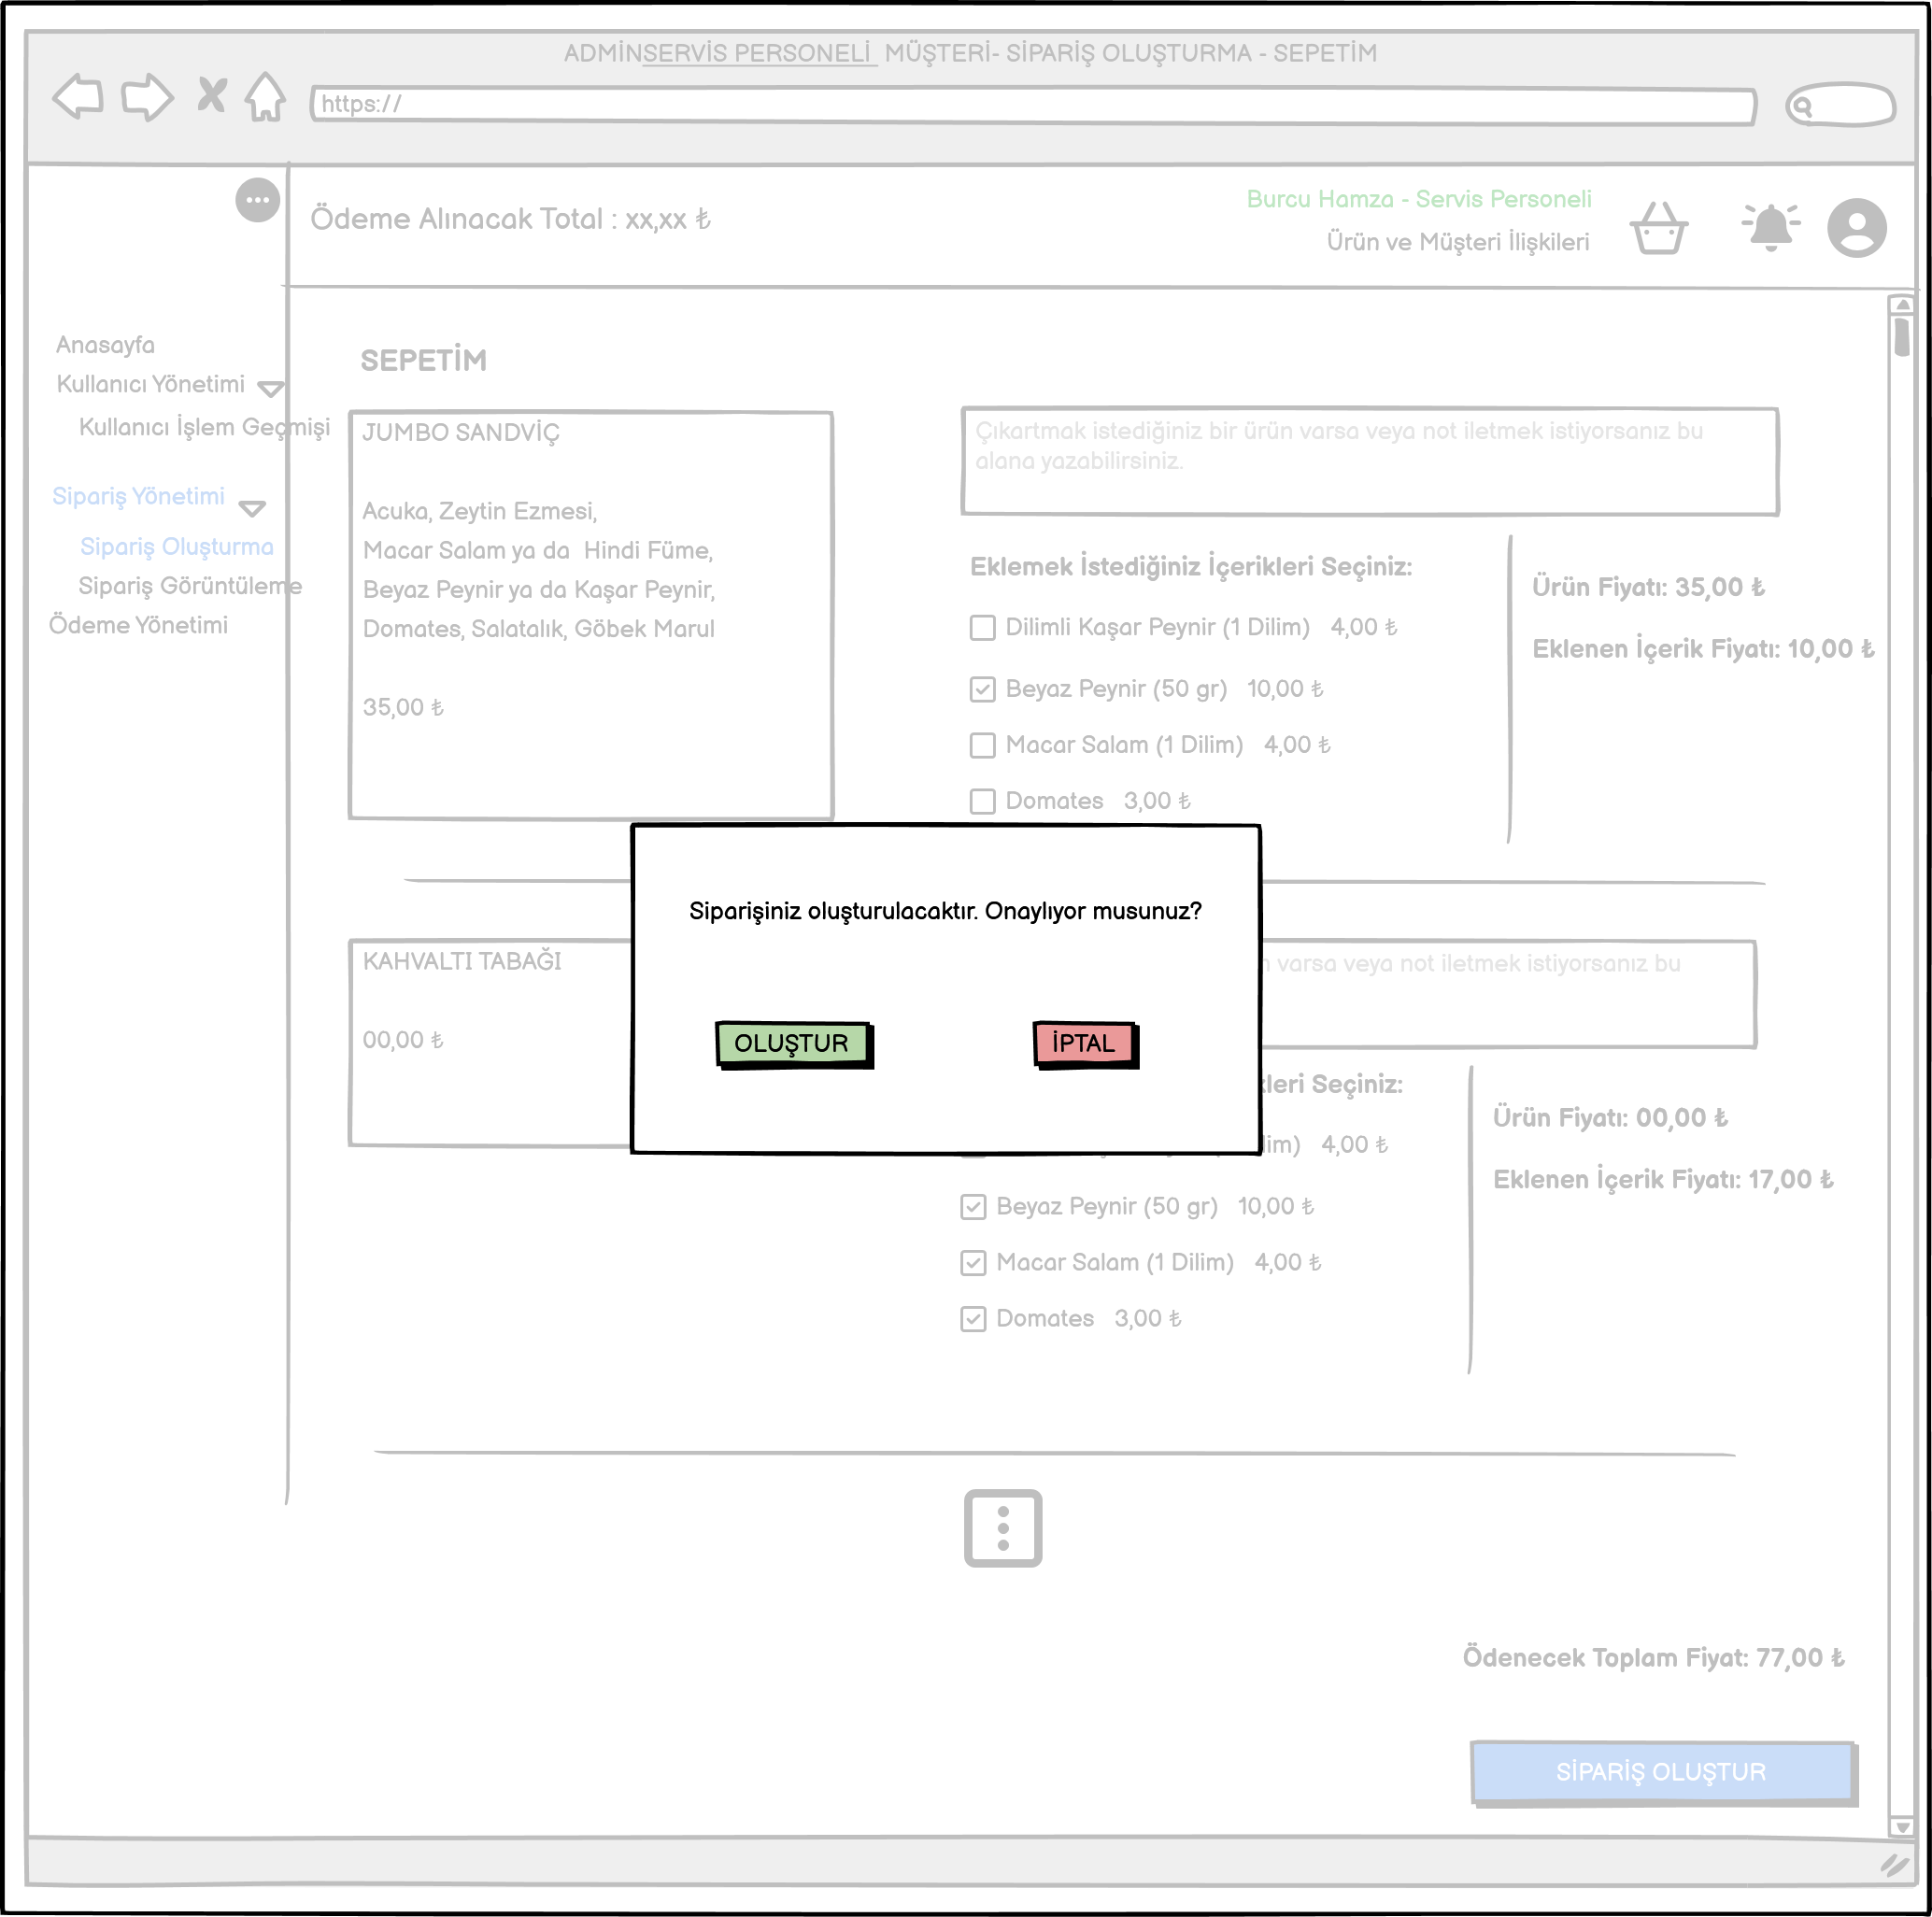 ADMİNSERVİS PERSONELİ MÜŞTERİ- SİPARİŞ OLUŞTURMA - SEPETİM
https://
Ödeme Alınacak Total : xx,xx ₺
Burcu Hamza - Servis Personeli
Ürün ve Müşteri İlişkileri
Anasayfa
Kullanıcı Yönetimi
Kullanıcı İşlem Geçmişi
Sipariş Yönetimi
Sipariş Oluşturma
Sipariş Görüntüleme
Ödeme Yönetimi
SEPETİM
JUMBO SANDVİÇ
Acuka, Zeytin Ezmesi,
Macar Salam ya da Hindi Füme,
Beyaz Peynir ya da Kaşar Peynir,
Domates, Salatalık, Göbek Marul
35,00 ₺
Çıkartmak istediğiniz bir ürün varsa veya not iletmek istiyorsanız bu
alana yazabilirsiniz.
Eklemek İstediğiniz İçerikleri Seçiniz:
Dilimli Kaşar Peynir (1 Dilim) 4,00 ₺
Beyaz Peynir (50 gr) 10,00 ₺
Macar Salam (1 Dilim) 4,00 ₺
Domates 3,00 ₺
Ürün Fiyatı: 35,00 ₺
Eklenen İçerik Fiyatı: 10,00 ₺
Siparişiniz oluşturulacaktır. Onaylıyor musunuz?
OLUŞTUR
İPTAL
KAHVALTI TABAĞI
00,00 ₺
varsa veya not iletmek istiyorsanız bu
Seçiniz:
4,00 ₺
Beyaz Peynir (50 gr) 10,00 ₺
Macar Salam (1 Dilim) 4,00 ₺
Domates 3,00 ₺
Ürün Fiyatı: 00,00 ₺
Eklenen İçerik Fiyatı: 17,00 ₺
Ödenecek Toplam Fiyat: 77,00 ₺
SİPARİŞ OLUŞTUR